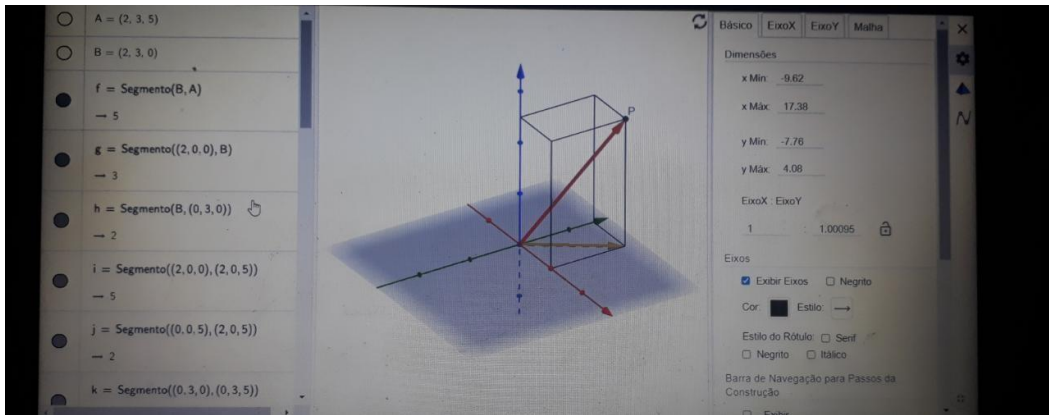 A = (2, 3, 5)
B = (2, 3, 0)
f = Segmento(B, A)
→ 5
g = Segmento((2, 0, 0), B)
→ 3
h = Segmento(B, (0, 3, 0))
→ 2
i = Segmento((2, 0, 0), (2, 0, 5))
→ 5
j = Segmento((0, 0, 5), (2, 0, 5))
→ 2
k = Segmento((0, 3, 0), (0, 3, 5))
P
Básico EixoX EixoY Malha
Dimensões
x Mín: -9.62
x Máx: 17.38
y Mín: -7.76
y Máx: 4.08
EixoX : EixoY
1 : 1.00095
Eixos
Exibir Eixos Negrito
Cor: Estilo:
Estilo do Rótulo: Serif
Negrito Itálico
Barra de Navegação para Passos da
Construção
Exibir